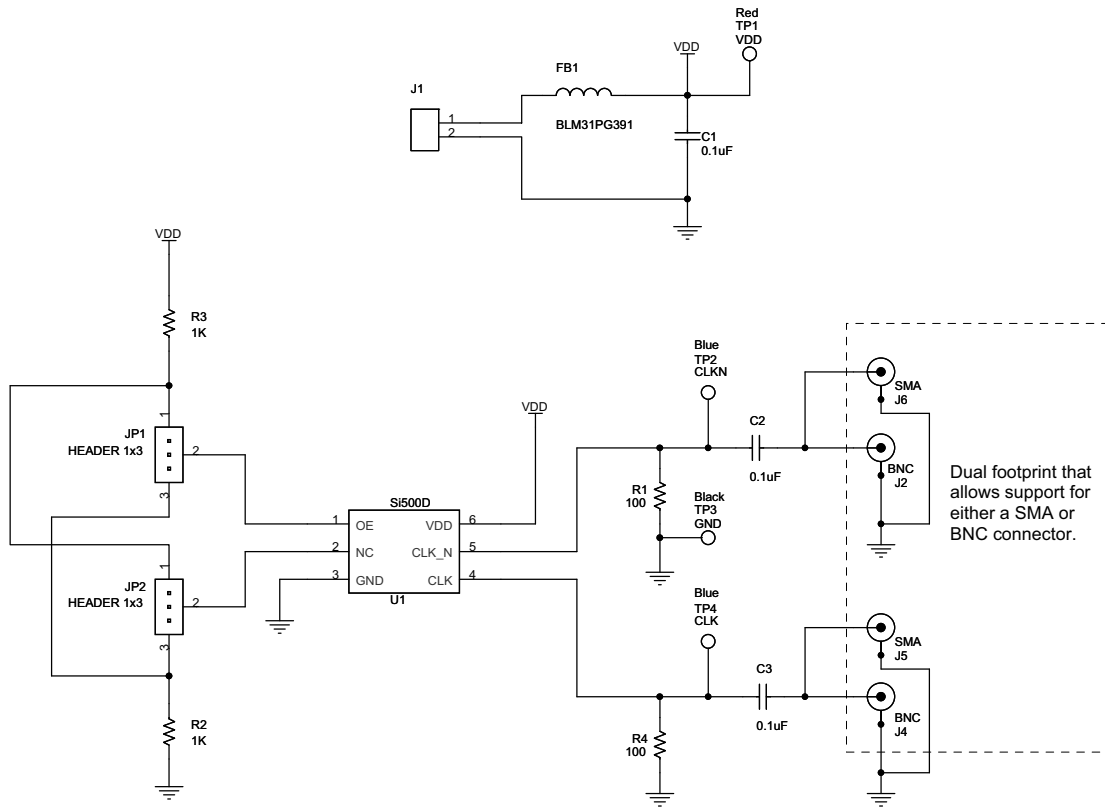 Red
TP1
VDD
VDD
FB1
J1
1
2
BLM31PG391
C1
0.1uF
VDD
R3
1K
1
JP1
HEADER 1x3
2
3
1
JP2
HEADER 1x3
2
3
R2
1K
Si500D
1 OE VDD 6
2 NC CLK_N 5
3 GND CLK 4
U1
VDD
Blue
TP2
CLKN
C2
0.1uF
R1
100
Black
TP3
GND
SMA
J6
BNC
J2
Dual footprint that
allows support for
either a SMA or
BNC connector.
Blue
TP4
CLK
C3
0.1uF
R4
100
SMA
J5
BNC
J4